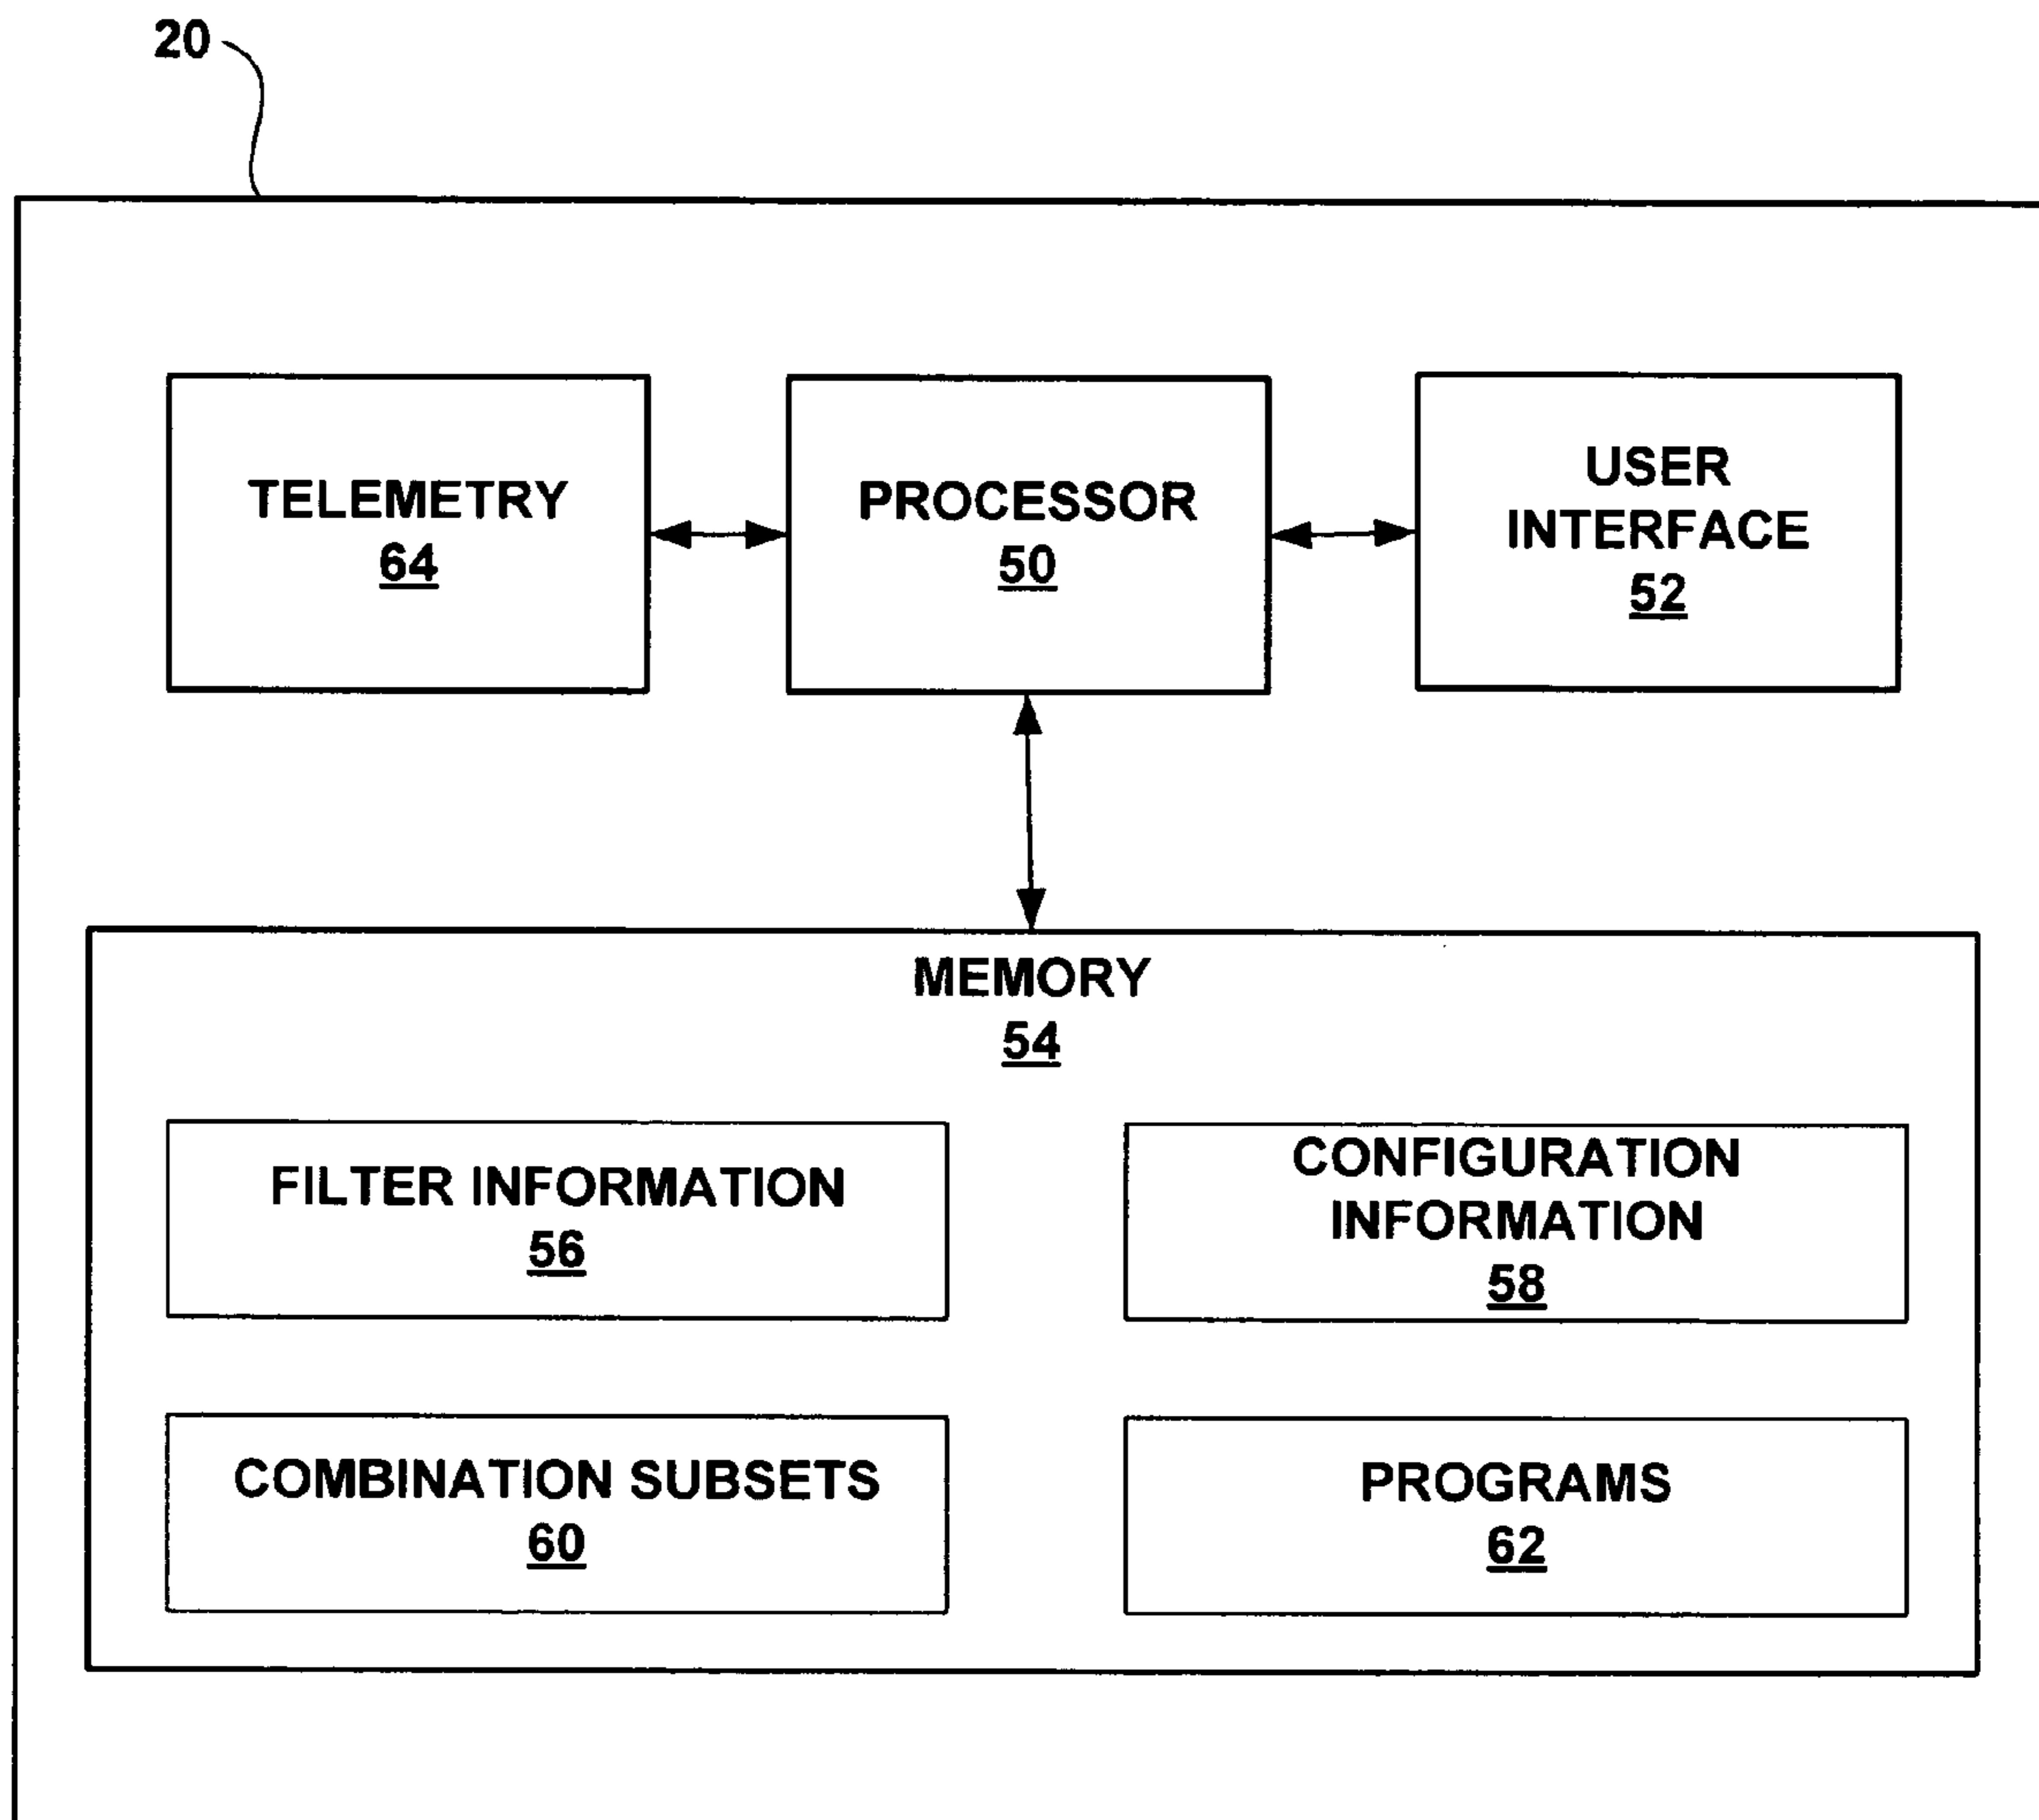 20
TELEMETRY
64
PROCESSOR
50
USER
INTERFACE
52
MEMORY
54
FILTER INFORMATION
56
CONFIGURATION
INFORMATION
58
COMBINATION SUBSETS
60
PROGRAMS
62